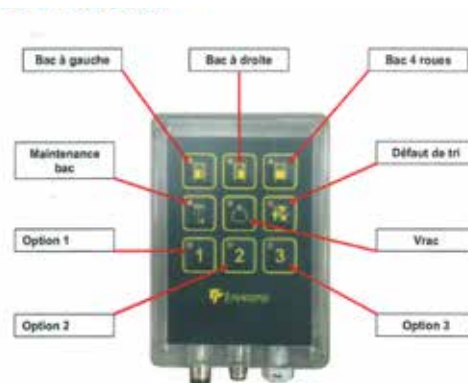 Bac à gauche
Bac à droite
Bac 4 roues
Maintenance
bac
Défaut de tri
Option 1
1
2
3
Vrac
Option 2
Option 3